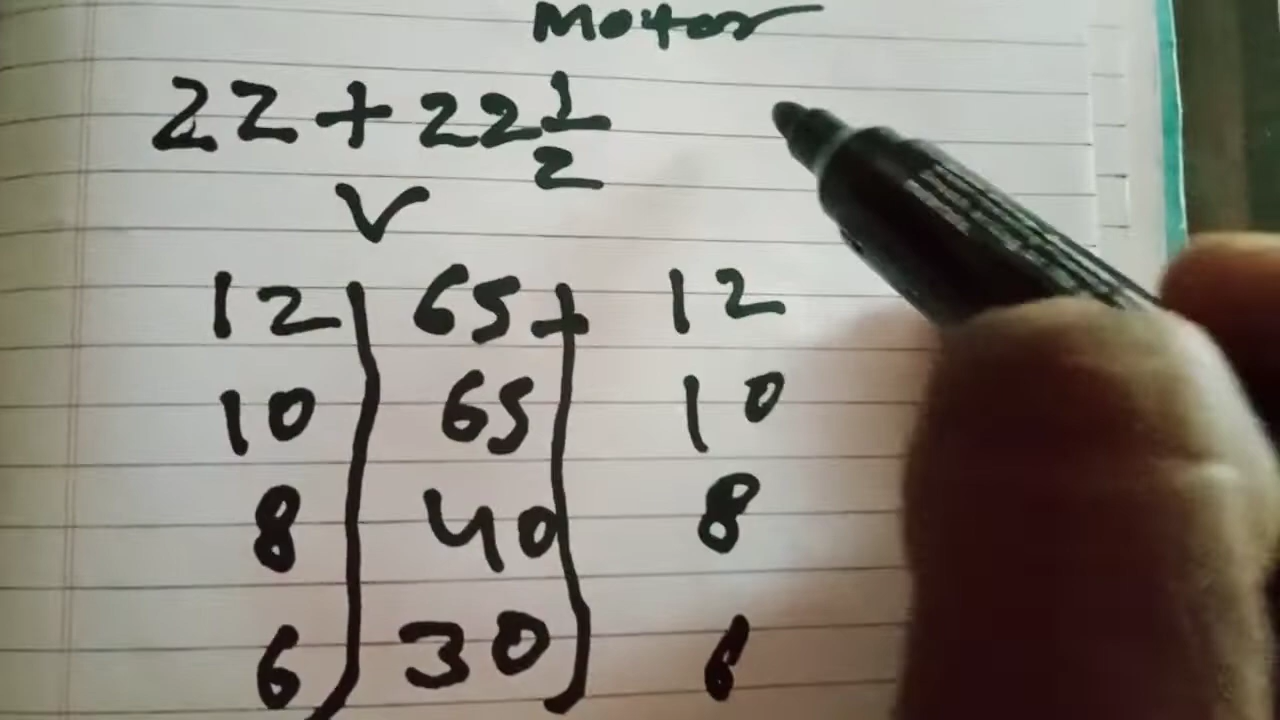 Motor
22 + 22 1/2
V
12 | 65 + 12
10 | 65 | 10
8 | 40 | 8
6 | 30 | 6